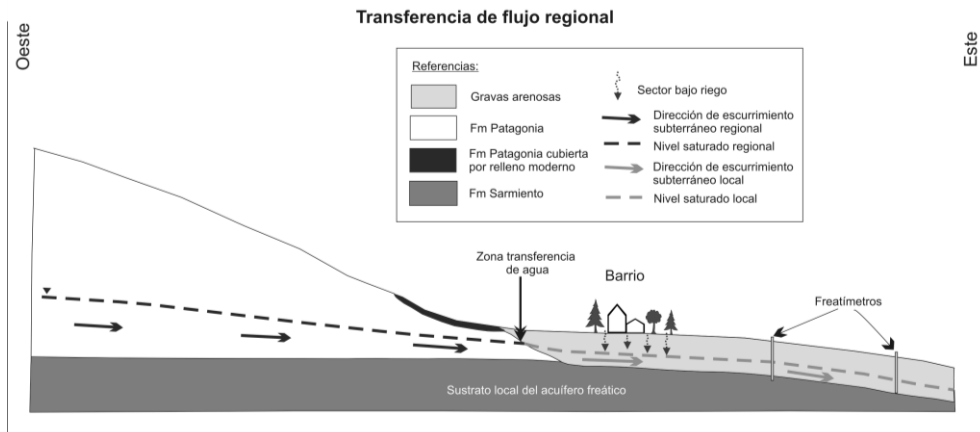 Transferencia de flujo regional
Oeste
Este
Referencias:
Gravas arenosas
Fm Patagonia
Fm Patagonia cubierta
por relleno moderno
Fm Sarmiento
Sector bajo riego
Dirección de escurrimiento
subterráneo regional
Nivel saturado regional
Dirección de escurrimiento
subterráneo local
Nivel saturado local
Zona transferencia
de agua
Barrio
Freatímetros
Sustrato local del acuífero freático